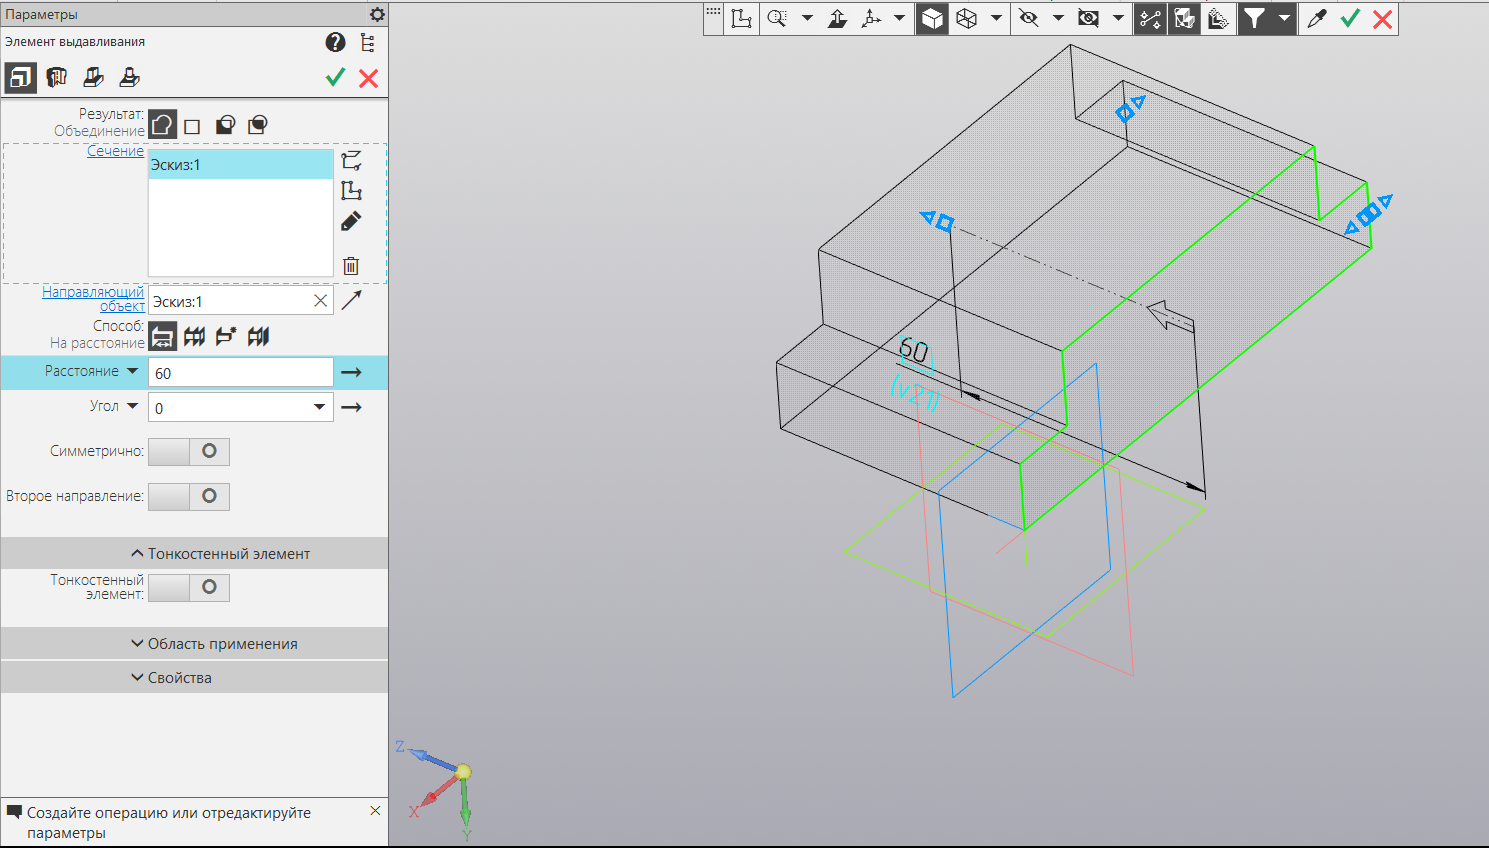 Параметры
Элемент выдавливания
?
Результат:
Объединение
Сечение
Эскиз:1
Направляющий
объект
Эскиз:1
Способ:
На расстояние
Расстояние
60
Угол
0
Симметрично:
Второе направление:
Тонкостенный элемент
Тонкостенный
элемент:
Область применения
Свойства
Создайте операцию или отредактируйте
параметры
60
(v21)
Z
X
Y